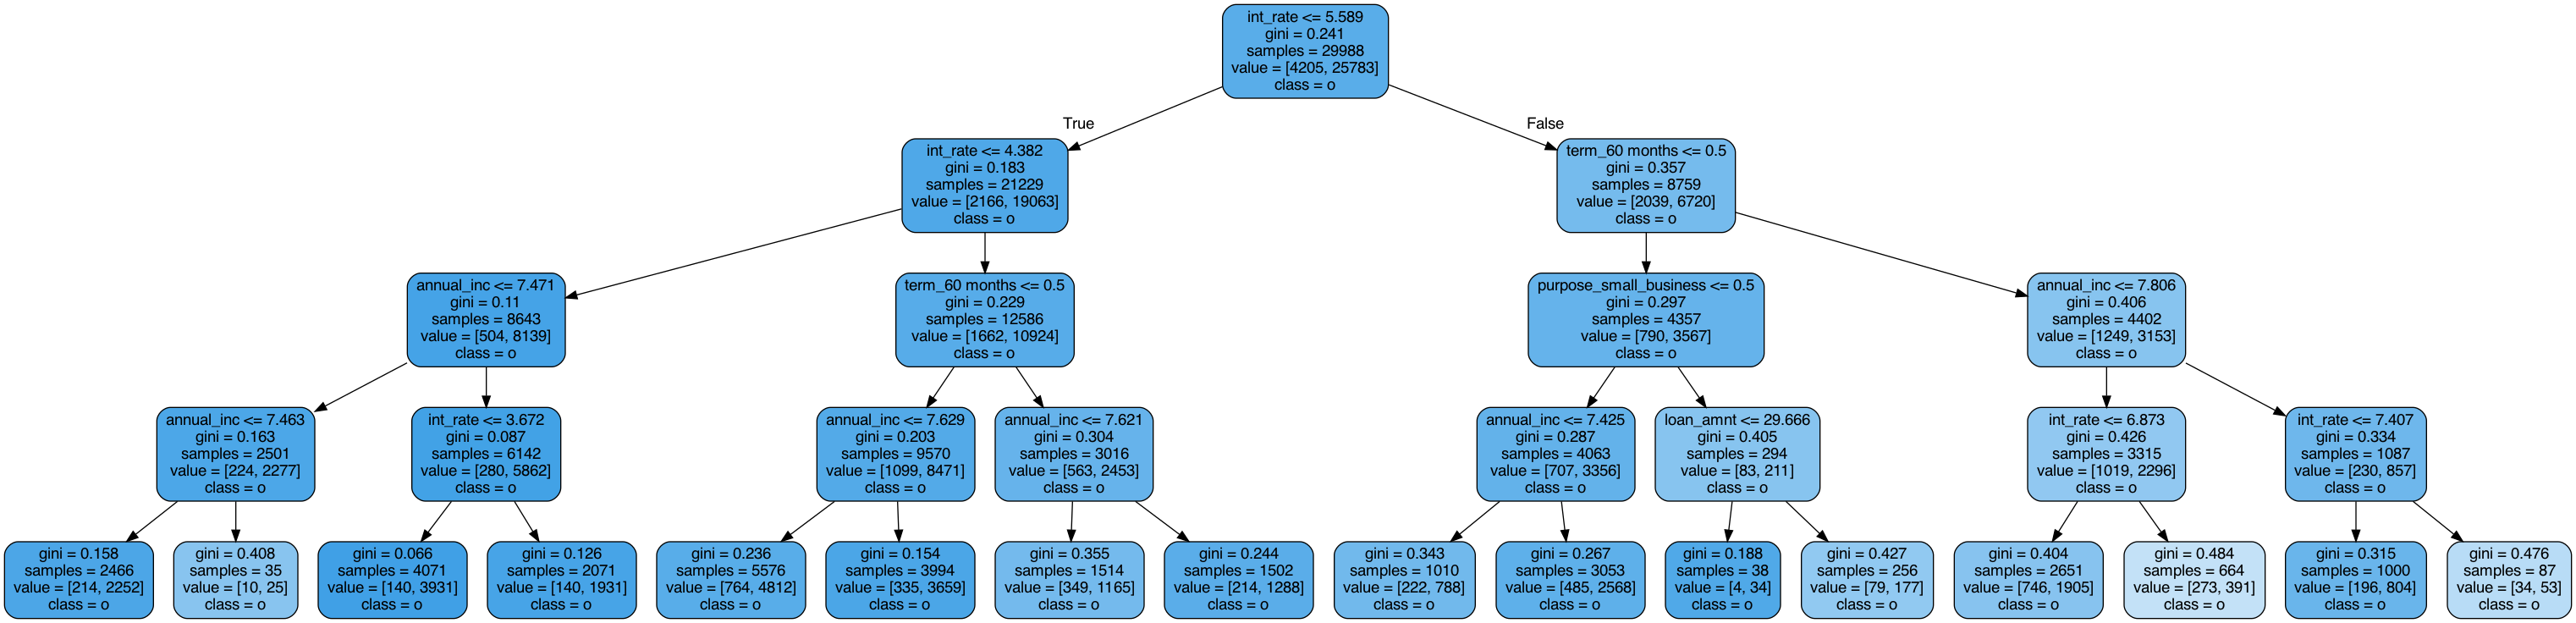 int_rate <= 5.589
gini = 0.241
samples = 29988
value = [4205, 25783]
class = o
True
False
int_rate <= 4.382
gini = 0.183
samples = 21229
value = [2166, 19063]
class = o
term_60 months <= 0.5
gini = 0.357
samples = 8759
value = [2039, 6720]
class = o
annual_inc <= 7.471
gini = 0.11
samples = 8643
value = [504, 8139]
class = o
term_60 months <= 0.5
gini = 0.229
samples = 12586
value = [1662, 10924]
class = o
purpose_small_business <= 0.5
gini = 0.297
samples = 4357
value = [790, 3567]
class = o
annual_inc <= 7.806
gini = 0.406
samples = 4402
value = [1249, 3153]
class = o
annual_inc <= 7.463
gini = 0.163
samples = 2501
value = [224, 2277]
class = o
int_rate <= 3.672
gini = 0.087
samples = 6142
value = [280, 5862]
class = o
annual_inc <= 7.629
gini = 0.203
samples = 9570
value = [1099, 8471]
class = o
annual_inc <= 7.621
gini = 0.304
samples = 3016
value = [563, 2453]
class = o
annual_inc <= 7.425
gini = 0.287
samples = 4063
value = [707, 3356]
class = o
loan_amnt <= 29.666
gini = 0.405
samples = 294
value = [83, 211]
class = o
int_rate <= 6.873
gini = 0.426
samples = 3315
value = [1019, 2296]
class = o
int_rate <= 7.407
gini = 0.334
samples = 1087
value = [230, 857]
class = o
gini = 0.158
samples = 2466
value = [214, 2252]
class = o
gini = 0.408
samples = 35
value = [10, 25]
class = o
gini = 0.066
samples = 4071
value = [140, 3931]
class = o
gini = 0.126
samples = 2071
value = [140, 1931]
class = o
gini = 0.236
samples = 5576
value = [764, 4812]
class = o
gini = 0.154
samples = 3994
value = [335, 3659]
class = o
gini = 0.355
samples = 1514
value = [349, 1165]
class = o
gini = 0.244
samples = 1502
value = [214, 1288]
class = o
gini = 0.343
samples = 1010
value = [222, 788]
class = o
gini = 0.267
samples = 3053
value = [485, 2568]
class = o
gini = 0.188
samples = 38
value = [4, 34]
class = o
gini = 0.427
samples = 256
value = [79, 177]
class = o
gini = 0.404
samples = 2651
value = [746, 1905]
class = o
gini = 0.484
samples = 664
value = [273, 391]
class = o
gini = 0.315
samples = 1000
value = [196, 804]
class = o
gini = 0.476
samples = 87
value = [34, 53]
class = o